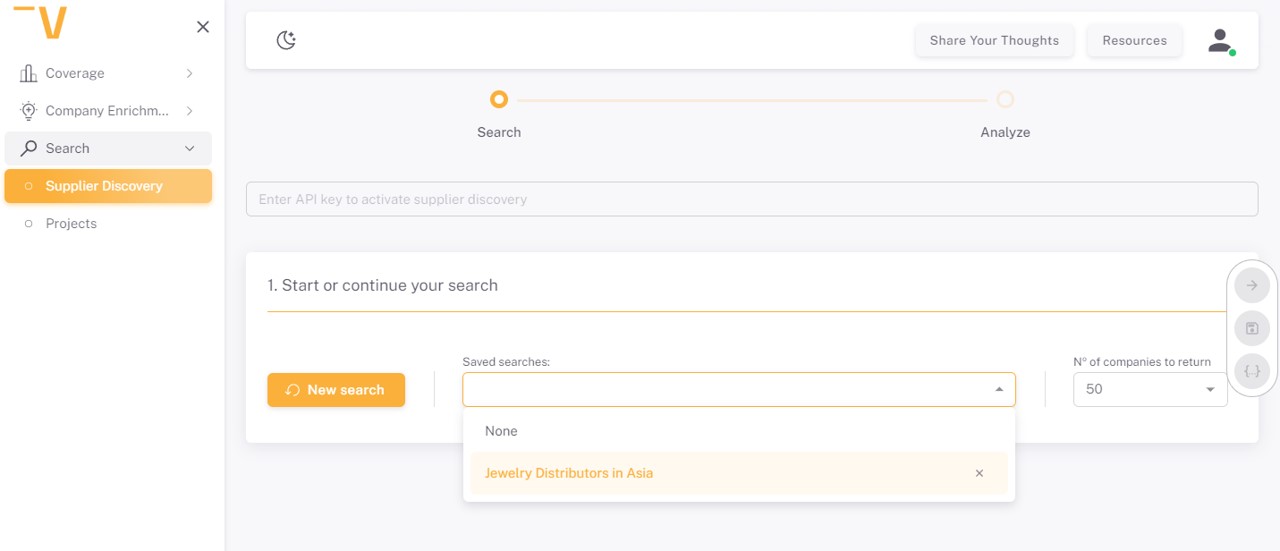 Coverage
Company Enrichm...
Search
Supplier Discovery
Projects
Share Your Thoughts
Resources
Search
Analyze
Enter API key to activate supplier discovery
1. Start or continue your search
New search
Saved searches:
None
Jewelry Distributors in Asia
Nº of companies to return
50
{...}